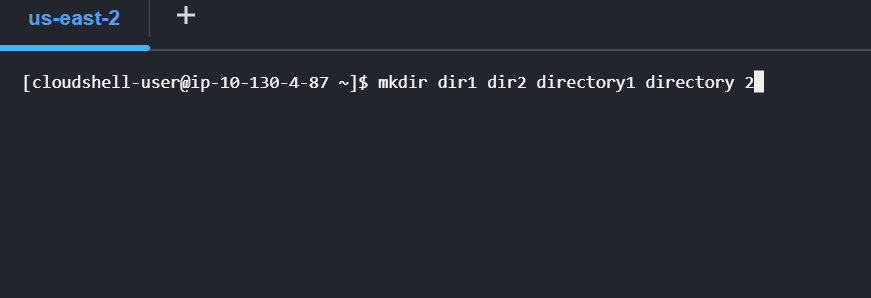 us-east-2 +
[cloudshell-user@ip-10-130-4-87 ~]$ mkdir dir1 dir2 directory1 directory 2